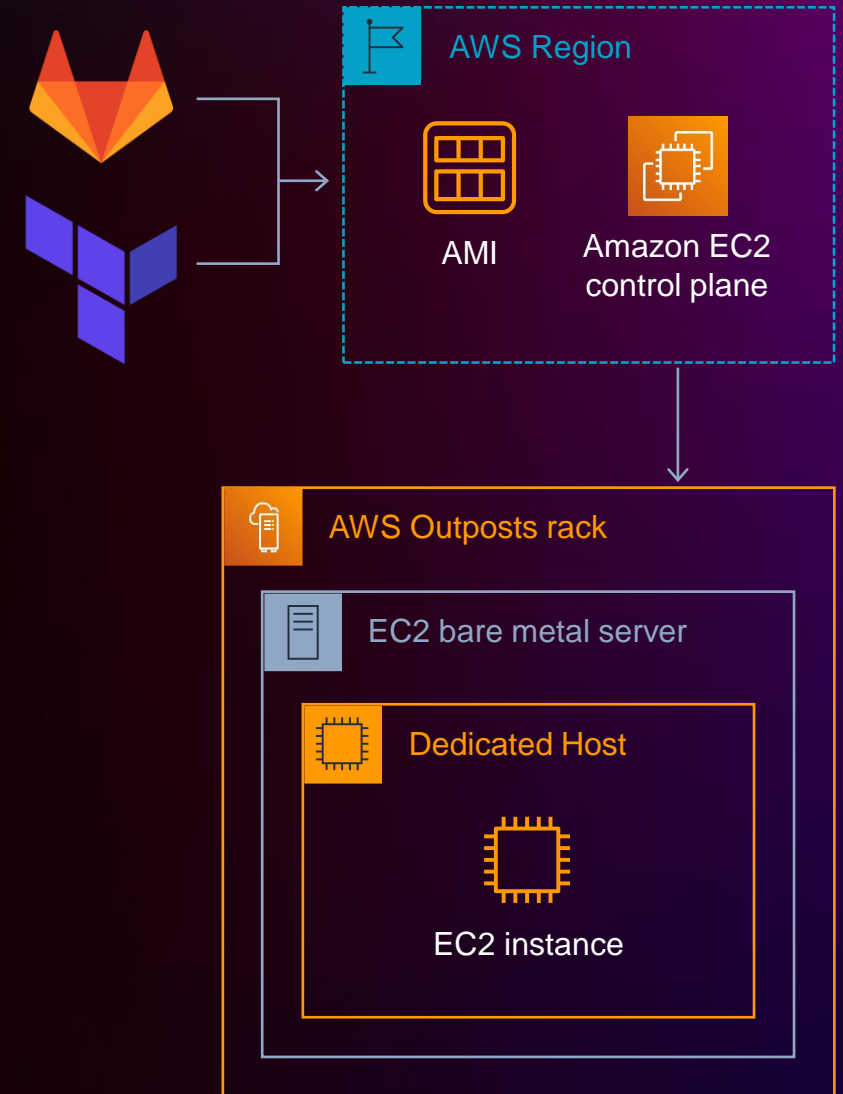 AWS Region
AMI
Amazon EC2
control plane
AWS Outposts rack
EC2 bare metal server
Dedicated Host
EC2 instance